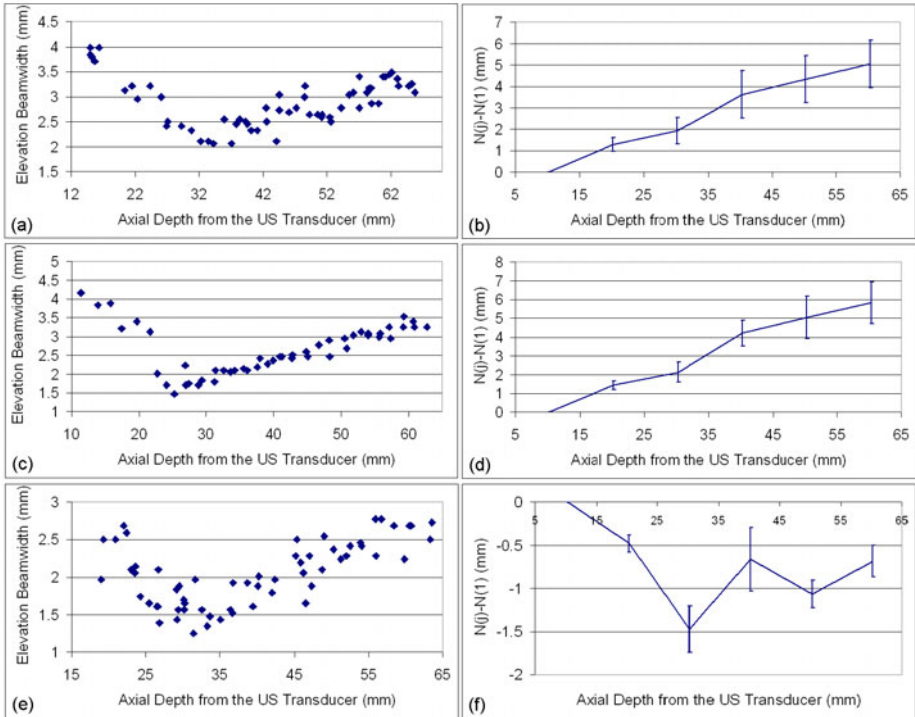 Elevation Beamwidth (mm)
4.5
4
3.5
3
2.5
2
1.5
12 22 32 42 52 62
(a) Axial Depth from the US Transducer (mm)
N(j)-N(1) (mm)
7
6
5
4
3
2
1
0
5 15 25 35 45 55 65
(b) Axial Depth from the US Transducer (mm)
Elevation Beamwidth (mm)
5
4.5
4
3.5
3
2.5
2
1.5
1
10 20 30 40 50 60
(c) Axial Depth from the US Transducer (mm)
N(j)-N(1) (mm)
8
7
6
5
4
3
2
1
0
5 15 25 35 45 55 65
(d) Axial Depth from the US Transducer (mm)
Elevation Beamwidth (mm)
3
2.5
2
1.5
1
15 25 35 45 55 65
(e) Axial Depth from the US Transducer (mm)
N(j)-N(1) (mm)
0
5 15 25 35 45 55 65
-0.5
-1
-1.5
-2
Axial Depth from the US Transducer (mm) (f)